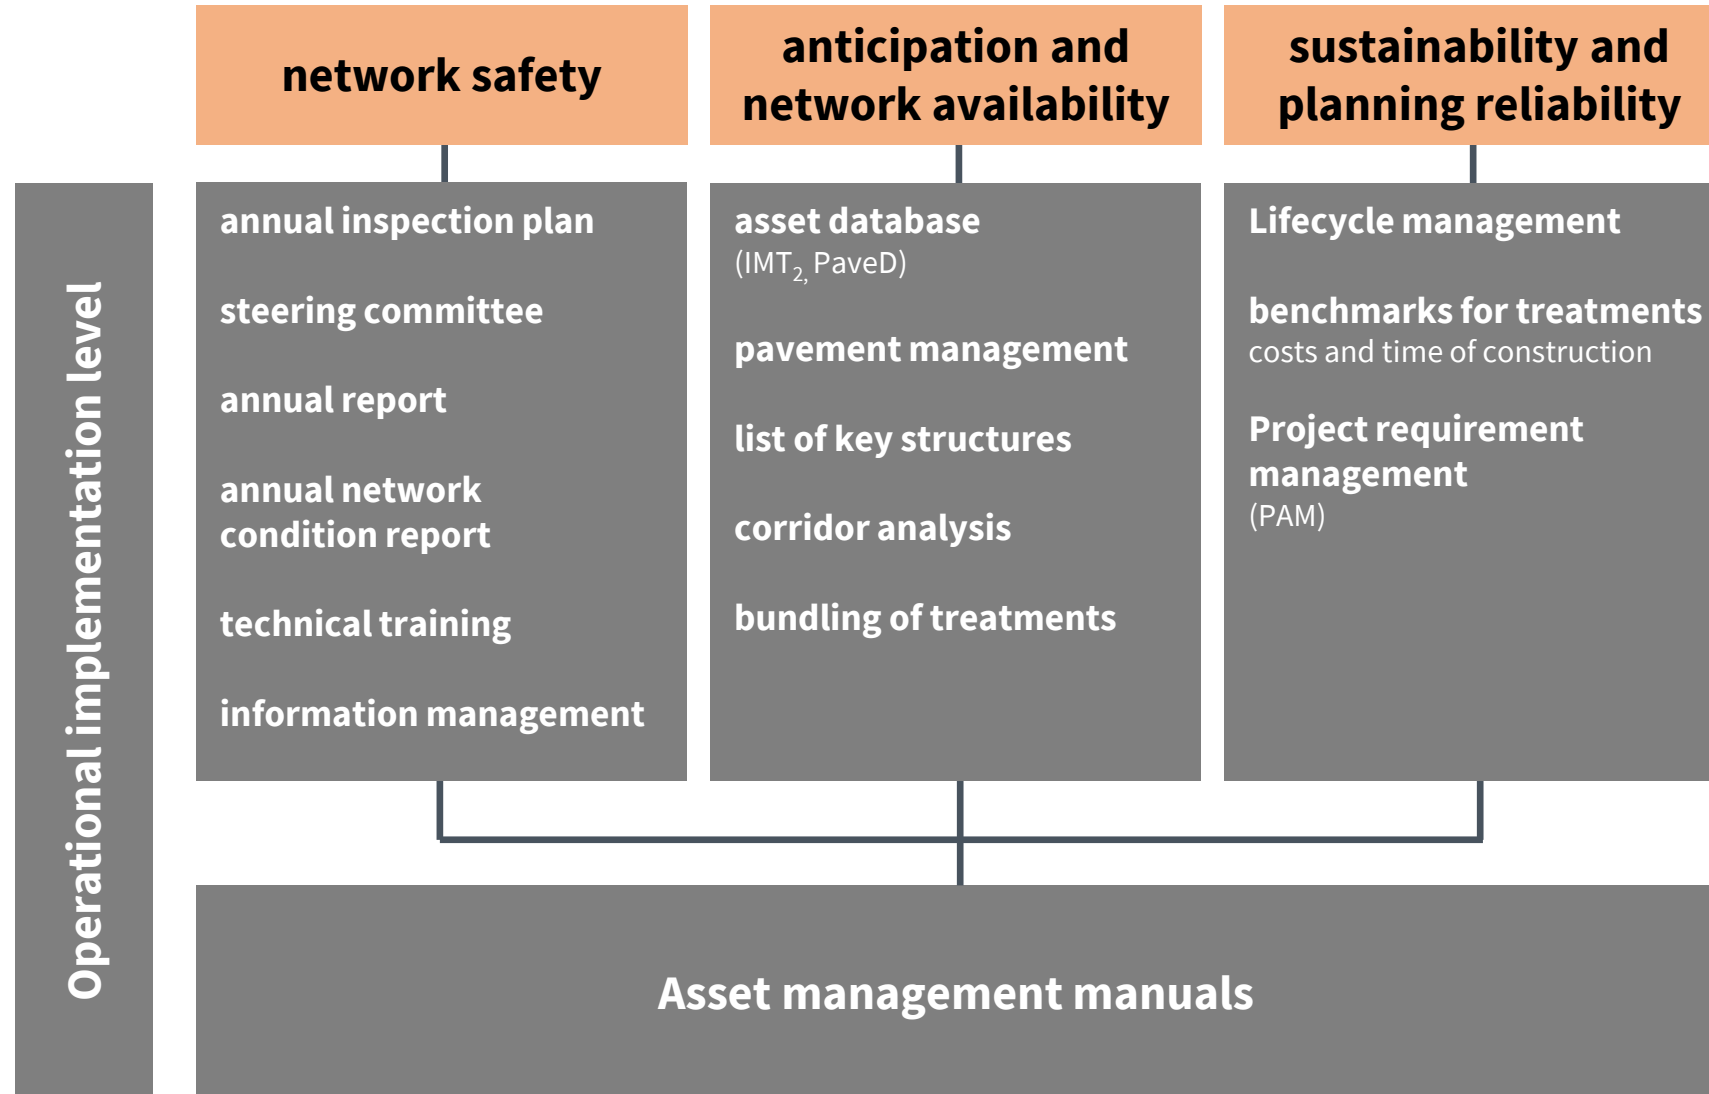 network safety
anticipation and
network availability
sustainability and
planning reliability
Operational implementation level
annual inspection plan
steering committee
annual report
annual network
condition report
technical training
information management
asset database
(IMT2, PaveD)
pavement management
list of key structures
corridor analysis
bundling of treatments
Lifecycle management
benchmarks for treatments
costs and time of construction
Project requirement
management
(PAM)
Asset management manuals